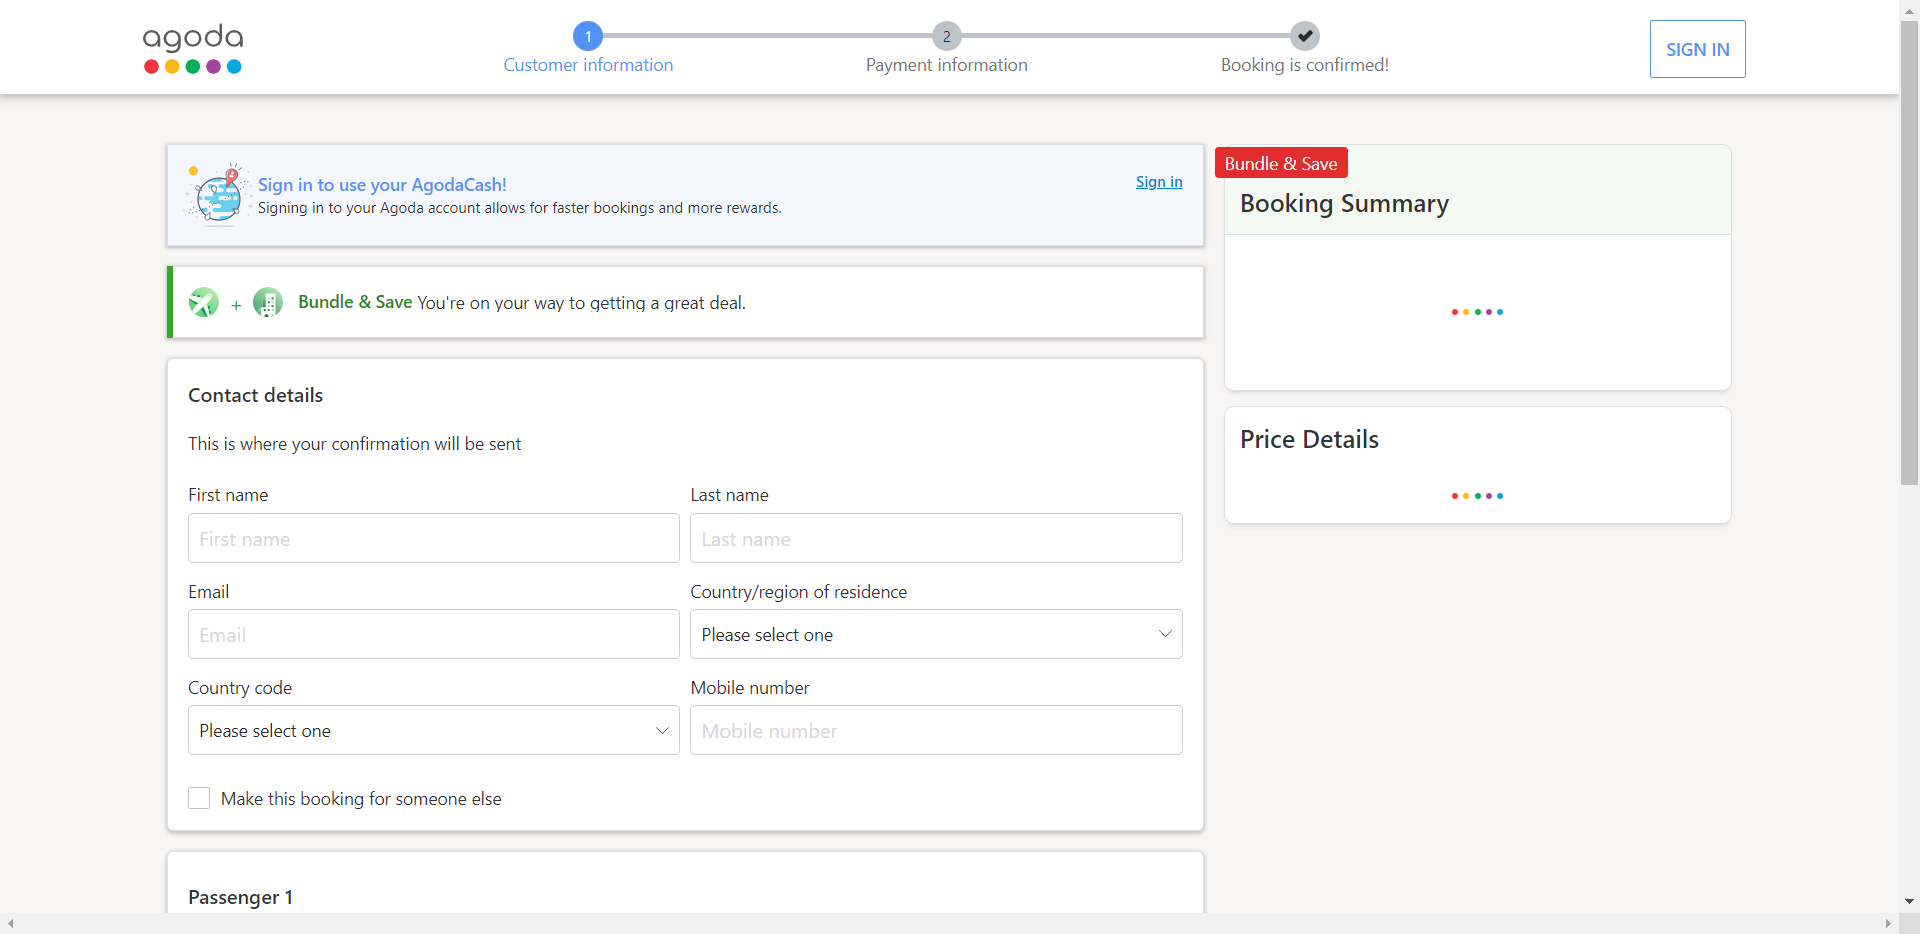 agoda
1
Customer information
2
Payment information
Booking is confirmed!
SIGN IN
Sign in to use your AgodaCash!
Signing in to your Agoda account allows for faster bookings and more rewards.
Sign in
+ Bundle & Save You're on your way to getting a great deal.
Contact details
This is where your confirmation will be sent
First name
Last name
First name
Last name
Email
Country/region of residence
Email
Please select one
Country code
Mobile number
Please select one
Mobile number
Make this booking for someone else
Passenger 1
Bundle & Save
Booking Summary
Price Details